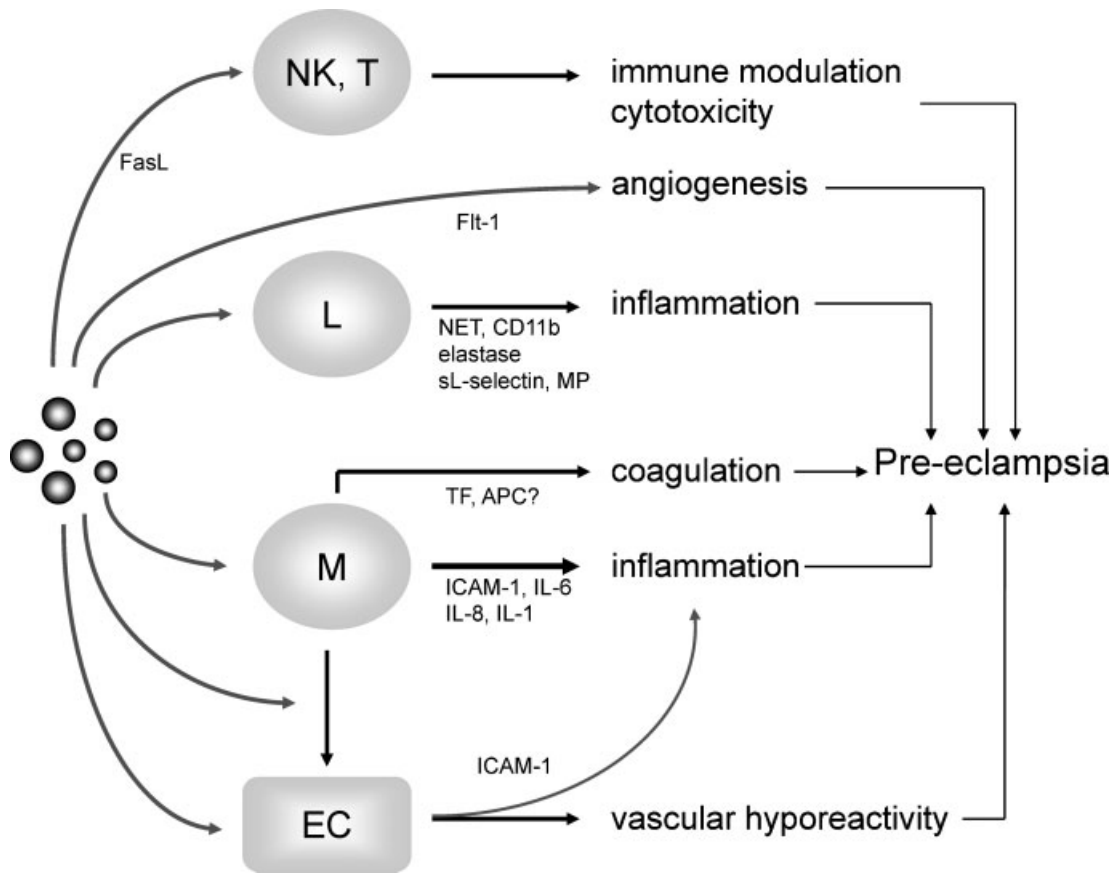 NK, T
immune modulation
cytotoxicity
FasL
angiogenesis
Flt-1
L
inflammation
NET, CD11b
elastase
sL-selectin, MP
coagulation
Pre-eclampsia
TF, APC?
M
inflammation
ICAM-1, IL-6
IL-8, IL-1
ICAM-1
EC
vascular hyporeactivity